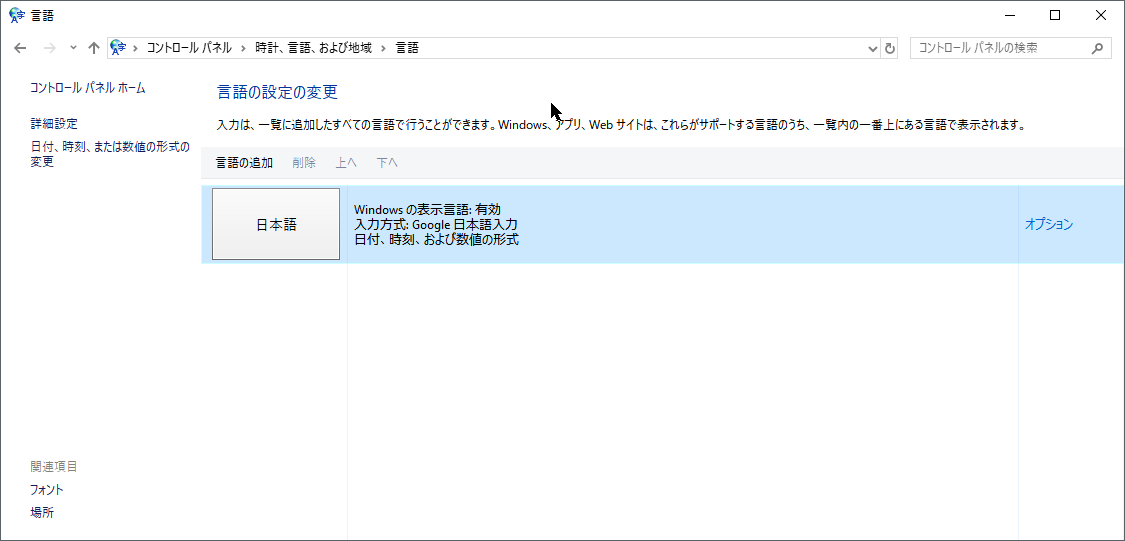 言語
コントロール パネル › 時計、言語、および地域 › 言語
コントロール パネルの検索
コントロール パネル ホーム
詳細設定
日付、時刻、または数値の形式の
変更
言語の設定の変更
入力は、一覧に追加したすべての言語で行うことができます。Windows、アプリ、Web サイトは、これらがサポートする言語のうち、一覧内の一番上にある言語で表示されます。
言語の追加 削除 上へ 下へ
日本語
Windows の表示言語: 有効
入力方式: Google 日本語入力
日付、時刻、および数値の形式
オプション
関連項目
フォント
場所